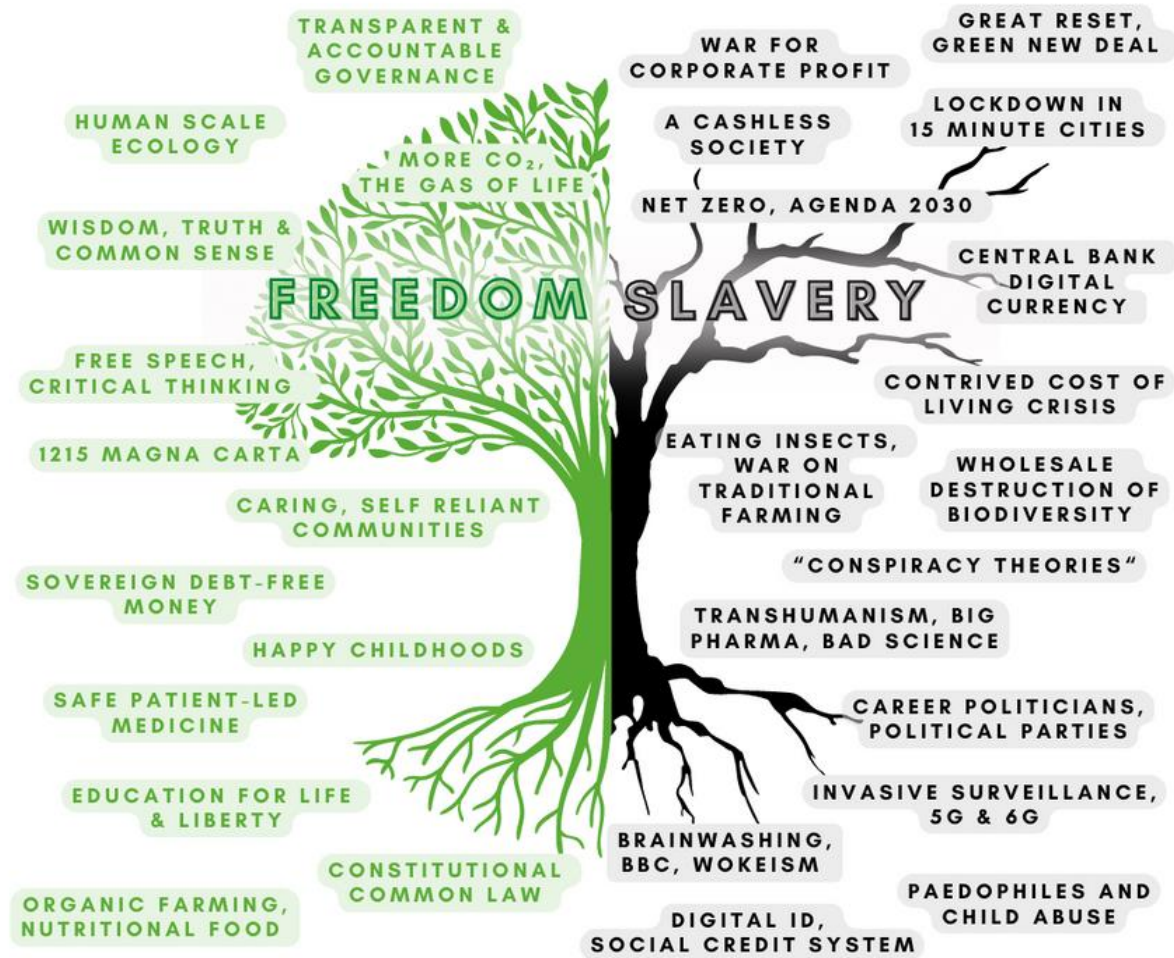 TRANSPARENT &
ACCOUNTABLE
GOVERNANCE
HUMAN SCALE
ECOLOGY
MORE CO₂,
THE GAS OF LIFE
WISDOM, TRUTH &
COMMON SENSE
FREEDOM
FREE SPEECH,
CRITICAL THINKING
1215 MAGNA CARTA
CARING, SELF RELIANT
COMMUNITIES
SOVEREIGN DEBT-FREE
MONEY
HAPPY CHILDHOODS
SAFE PATIENT-LED
MEDICINE
EDUCATION FOR LIFE
& LIBERTY
CONSTITUTIONAL
COMMON LAW
ORGANIC FARMING,
NUTRITIONAL FOOD
GREAT RESET,
GREEN NEW DEAL
WAR FOR
CORPORATE PROFIT
LOCKDOWN IN
15 MINUTE CITIES
A CASHLESS
SOCIETY
NET ZERO, AGENDA 2030
CENTRAL BANK
DIGITAL
CURRENCY
SLAVERY
CONTRIVED COST OF
LIVING CRISIS
EATING INSECTS,
WAR ON
TRADITIONAL
FARMING
WHOLESALE
DESTRUCTION OF
BIODIVERSITY
“CONSPIRACY THEORIES“
TRANSHUMANISM, BIG
PHARMA, BAD SCIENCE
CAREER POLITICIANS,
POLITICAL PARTIES
INVASIVE SURVEILLANCE,
5G & 6G
BRAINWASHING,
BBC, WOKEISM
PAEDOPHILES AND
CHILD ABUSE
DIGITAL ID,
SOCIAL CREDIT SYSTEM